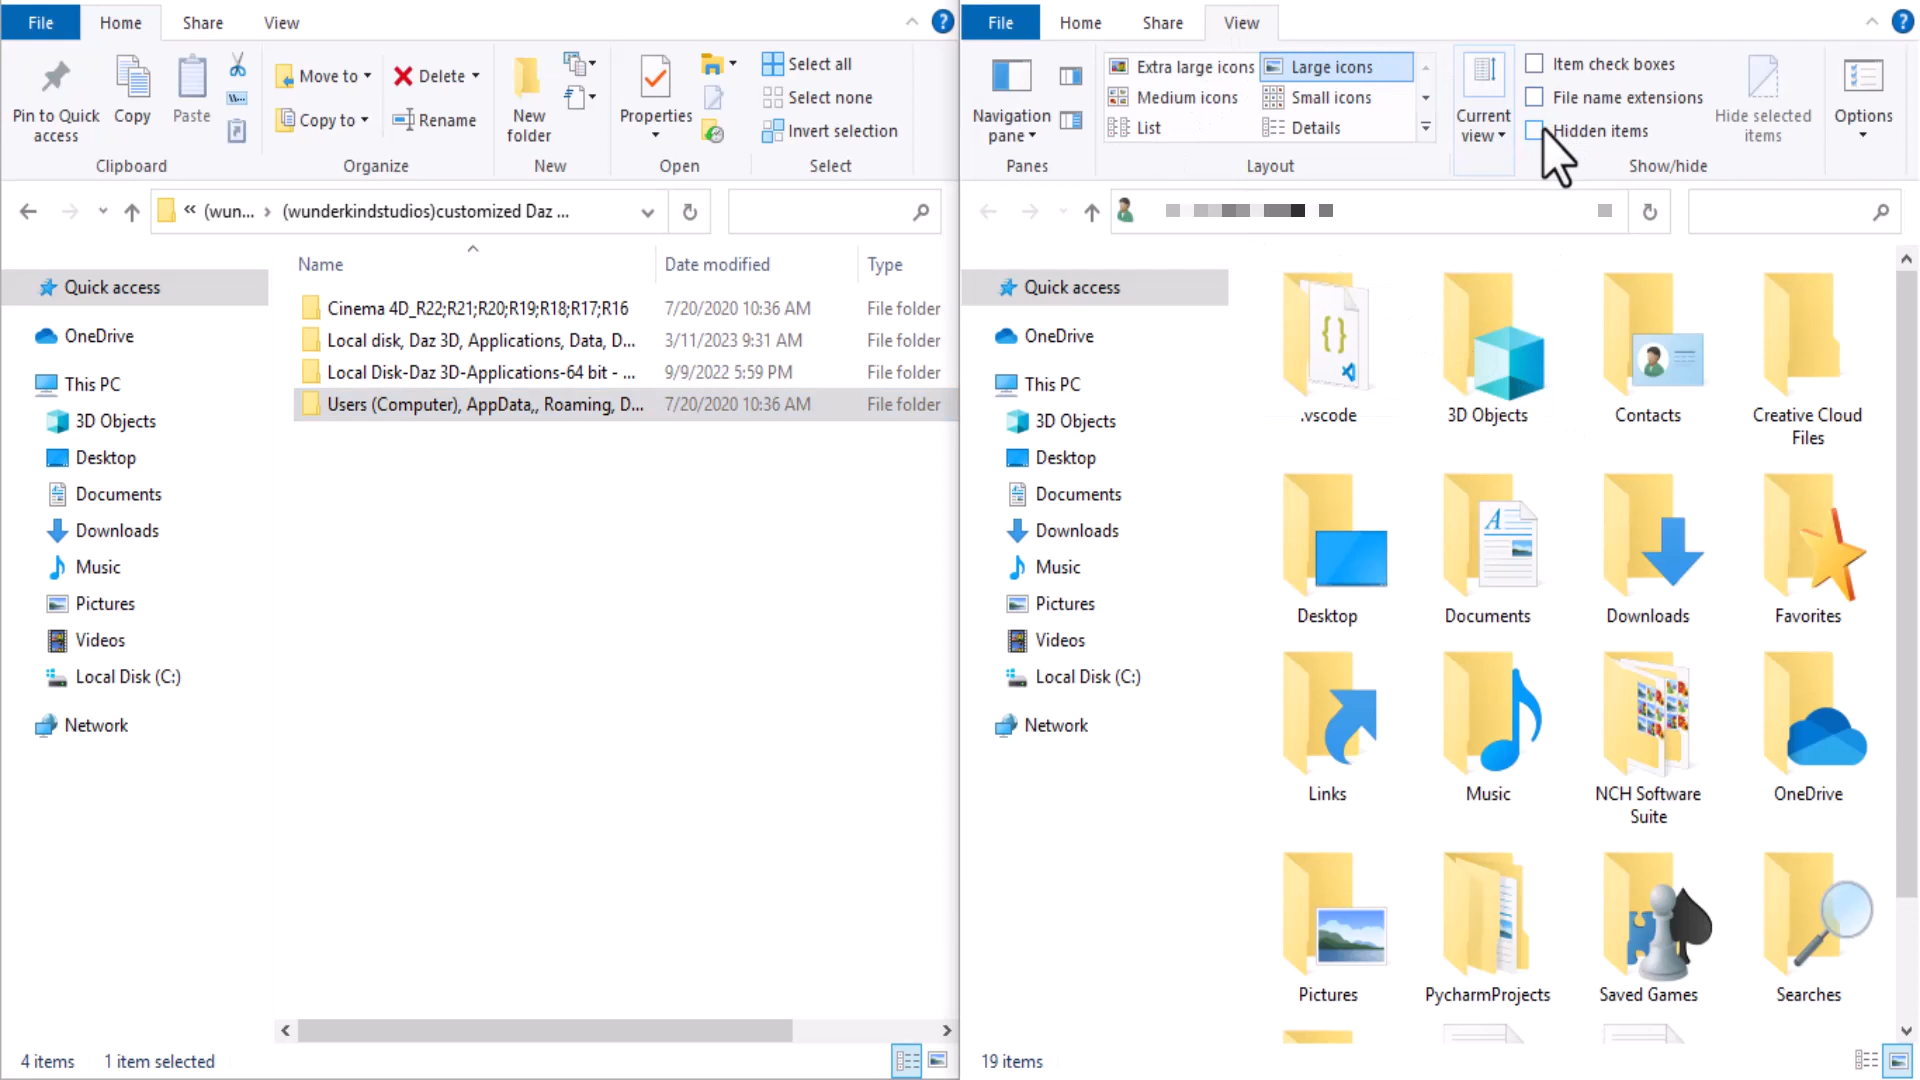 File Home Share View
Pin to Quick access
Copy
Paste
Clipboard
Move to
Copy to
Delete
Rename
Organize
New folder
New
Properties
Open
Select all
Select none
Invert selection
Select
« (wun... › (wunderkindstudios)customized Daz ...
Name Date modified Type
Cinema 4D_R22;R21;R20;R19;R18;R17;R16 7/20/2020 10:36 AM File folder
Local disk, Daz 3D, Applications, Data, D... 3/11/2023 9:31 AM File folder
Local Disk-Daz 3D-Applications-64 bit - ... 9/9/2022 5:59 PM File folder
Users (Computer), AppData,, Roaming, D... 7/20/2020 10:36 AM File folder
Quick access
OneDrive
This PC
3D Objects
Desktop
Documents
Downloads
Music
Pictures
Videos
Local Disk (C:)
Network
4 items 1 item selected
File Home Share View
Navigation pane
Panes
Extra large icons
Large icons
Medium icons
Small icons
List
Details
Layout
Current view
Item check boxes
File name extensions
Hidden items
Hide selected items
Show/hide
Options
Quick access
OneDrive
This PC
3D Objects
Desktop
Documents
Downloads
Music
Pictures
Videos
Local Disk (C:)
Network
.vscode
3D Objects
Contacts
Creative Cloud Files
Desktop
Documents
Downloads
Favorites
Links
Music
NCH Software Suite
OneDrive
Pictures
PycharmProjects
Saved Games
Searches
19 items